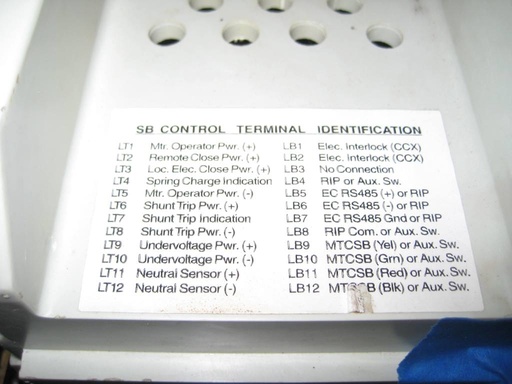 SB CONTROL TERMINAL IDENTIFICATION
LT1 Mtr. Operator Pwr. (+) LB1 Elec. Interlock (CCX)
LT2 Remote Close Pwr. (+) LB2 Elec. Interlock (CCX)
LT3 Loc. Elec. Close Pwr. (+) LB3 No Connection
LT4 Spring Charge Indication LB4 RIP or Aux. Sw.
LT5 Mtr. Operator Pwr. (-) LB5 EC RS485 (+) or RIP
LT6 Shunt Trip Pwr. (+) LB6 EC RS485 (-) or RIP
LT7 Shunt Trip Indication LB7 EC RS485 Gnd or RIP
LT8 Shunt Trip Pwr. (-) LB8 RIP Com. or Aux. Sw.
LT9 Undervoltage Pwr. (+) LB9 MTCSB (Yel) or Aux. Sw.
LT10 Undervoltage Pwr. (-) LB10 MTCSB (Grn) or Aux. Sw.
LT11 Neutral Sensor (+) LB11 MTCSB (Red) or Aux. Sw.
LT12 Neutral Sensor (-) LB12 MTCSB (Blk) or Aux. Sw.